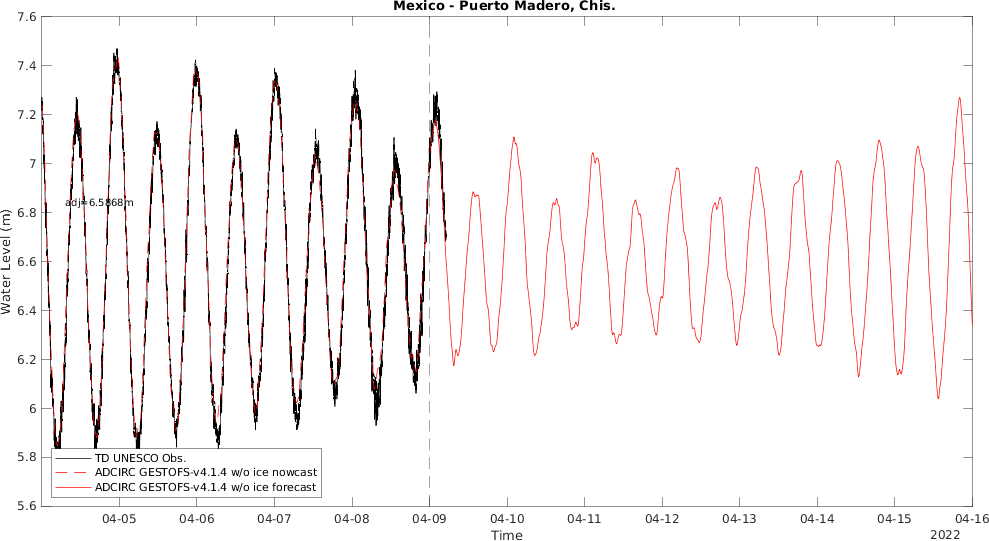 Mexico - Puerto Madero, Chis.
7.6
7.4
7.2
7
6.8
6.6
6.4
6.2
6
5.8
5.6
Water Level (m)
adj=6.5868m
TD UNESCO Obs.
ADCIRC GESTOFS-v4.1.4 w/o ice nowcast
ADCIRC GESTOFS-v4.1.4 w/o ice forecast
04-05 04-06 04-07 04-08 04-09 04-10 04-11 04-12 04-13 04-14 04-15 04-16
Time
2022